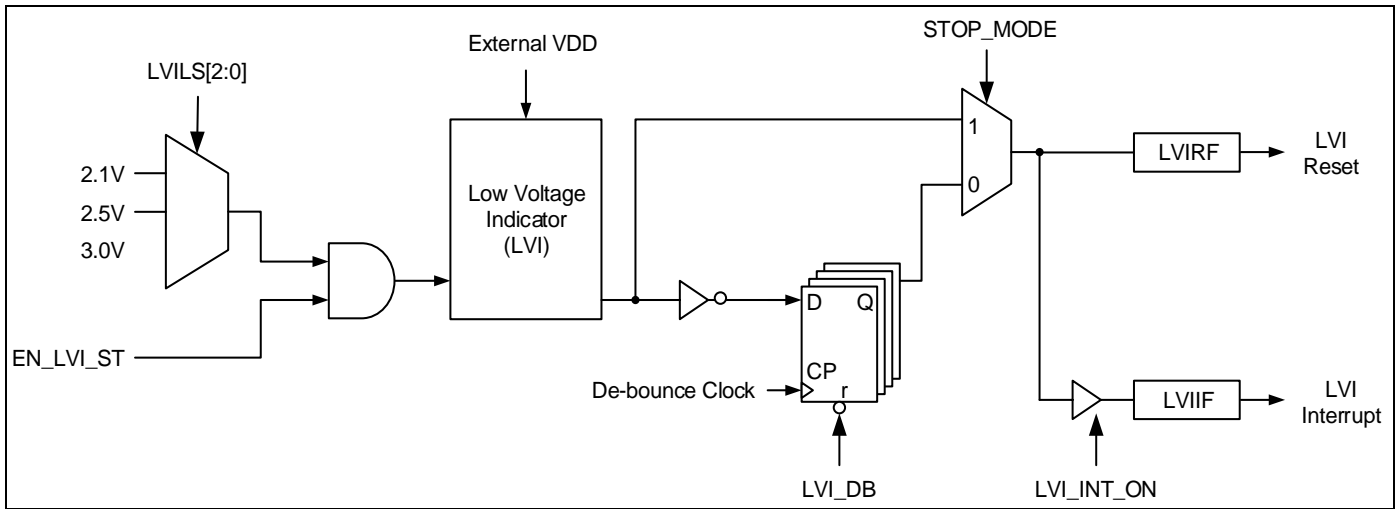 STOP_MODE
External VDD
LVILS[2:0]
1
LVIRF
LVI
Reset
2.1V
2.5V
3.0V
Low Voltage
Indicator
(LVI)
0
D
Q
EN_LVI_ST
CP
De-bounce Clock
r
LVIIF
LVI
Interrupt
LVI_DB
LVI_INT_ON